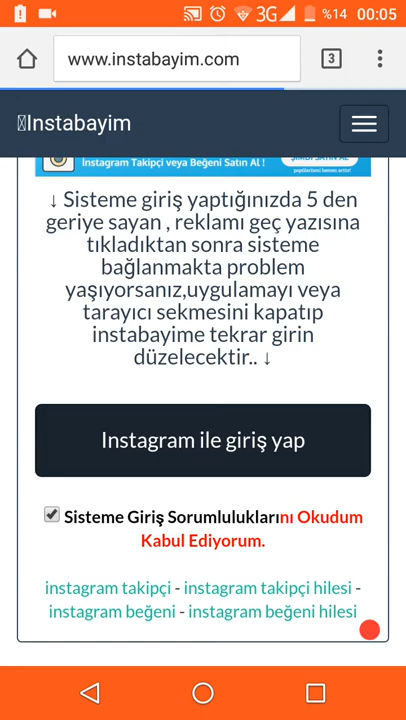 3G %14 00:05
www.instabayim.com 3
Instabayim
Instagram Takipçi veya Beğeni Satın Al !
↓ Sisteme giriş yaptığınızda 5 den
geriye sayan , reklamı geç yazısına
tıkladıktan sonra sisteme
bağlanmakta problem
yaşıyorsanız,uygulamayı veya
tarayıcı sekmesini kapatıp
instabayime tekrar girin
düzelecektir.. ↓
Instagram ile giriş yap
Sisteme Giriş Sorumluluklarını Okudum
Kabul Ediyorum.
instagram takipçi - instagram takipçi hilesi -
instagram beğeni - instagram beğeni hilesi